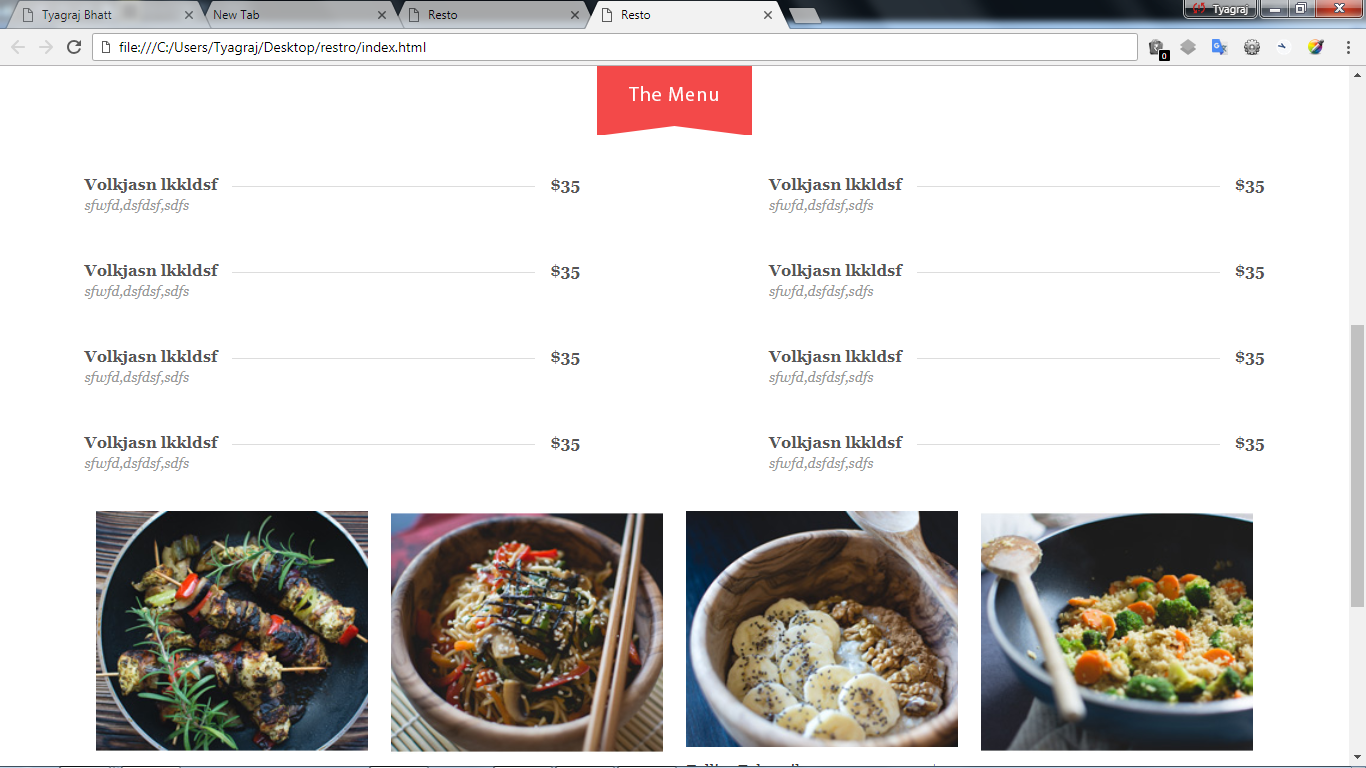 Tyagraj Bhatt
New Tab
Resto
Resto
Tyagraj
file:///C:/Users/Tyagraj/Desktop/restro/index.html
0
The Menu
Volkjasn lkkldsf $35
sfwfd,dsfdsf,sdfs
Volkjasn lkkldsf $35
sfwfd,dsfdsf,sdfs
Volkjasn lkkldsf $35
sfwfd,dsfdsf,sdfs
Volkjasn lkkldsf $35
sfwfd,dsfdsf,sdfs
Volkjasn lkkldsf $35
sfwfd,dsfdsf,sdfs
Volkjasn lkkldsf $35
sfwfd,dsfdsf,sdfs
Volkjasn lkkldsf $35
sfwfd,dsfdsf,sdfs
Volkjasn lkkldsf $35
sfwfd,dsfdsf,sdfs